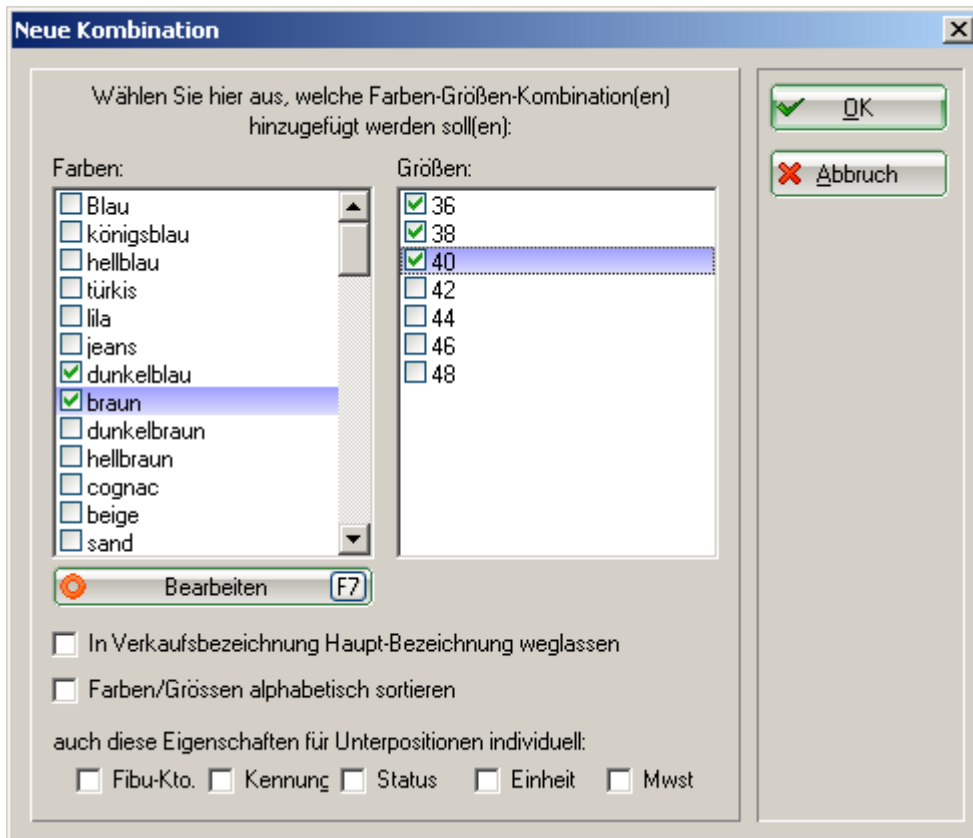 Neue Kombination
Wählen Sie hier aus, welche Farben-Größen-Kombination(en)
hinzugefügt werden soll(en):
Farben:
Blau
königsblau
hellblau
türkis
lila
jeans
dunkelblau
braun
dunkelbraun
hellbraun
cognac
beige
sand
Größen:
36
38
40
42
44
46
48
Bearbeiten F7
In Verkaufsbezeichnung Haupt-Bezeichnung weglassen
Farben/Grössen alphabetisch sortieren
auch diese Eigenschaften für Unterpositionen individuell:
Fibu-Kto. Kennung Status Einheit Mwst
OK
Abbruch